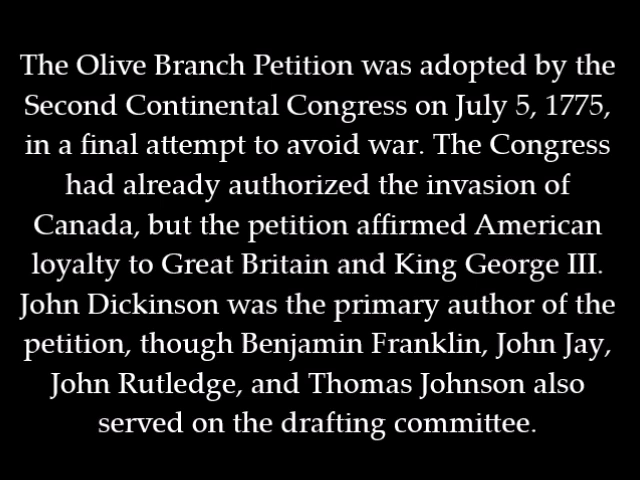 The Olive Branch Petition was adopted by the
Second Continental Congress on July 5, 1775,
in a final attempt to avoid war. The Congress
had already authorized the invasion of
Canada, but the petition affirmed American
loyalty to Great Britain and King George III.
John Dickinson was the primary author of the
petition, though Benjamin Franklin, John Jay,
John Rutledge, and Thomas Johnson also
served on the drafting committee.